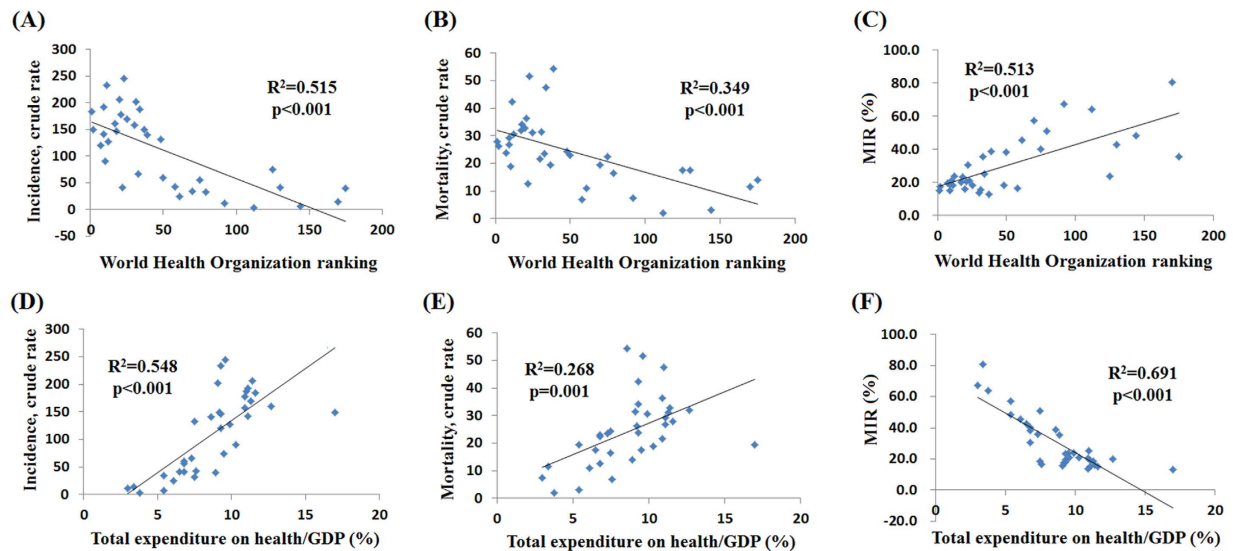 (A)
Incidence, crude rate
300
250
200
150
100
50
0
-50
R²=0.515
p<0.001
0 50 100 150 200
World Health Organization ranking
(B)
Mortality, crude rate
60
50
40
30
20
10
0
R²=0.349
p<0.001
0 50 100 150 200
World Health Organization ranking
(C)
MIR (%)
100.0
80.0
60.0
40.0
20.0
0.0
R²=0.513
p<0.001
0 50 100 150 200
World Health Organization ranking
(D)
Incidence, crude rate
300
250
200
150
100
50
0
R²=0.548
p<0.001
0 5 10 15 20
Total expenditure on health/GDP (%)
(E)
Mortality, crude rate
60
50
40
30
20
10
0
R²=0.268
p=0.001
0 5 10 15 20
Total expenditure on health/GDP (%)
(F)
MIR (%)
100.0
80.0
60.0
40.0
20.0
0.0
-20.0
R²=0.691
p<0.001
0 5 10 15 20
Total expenditure on health/GDP (%)